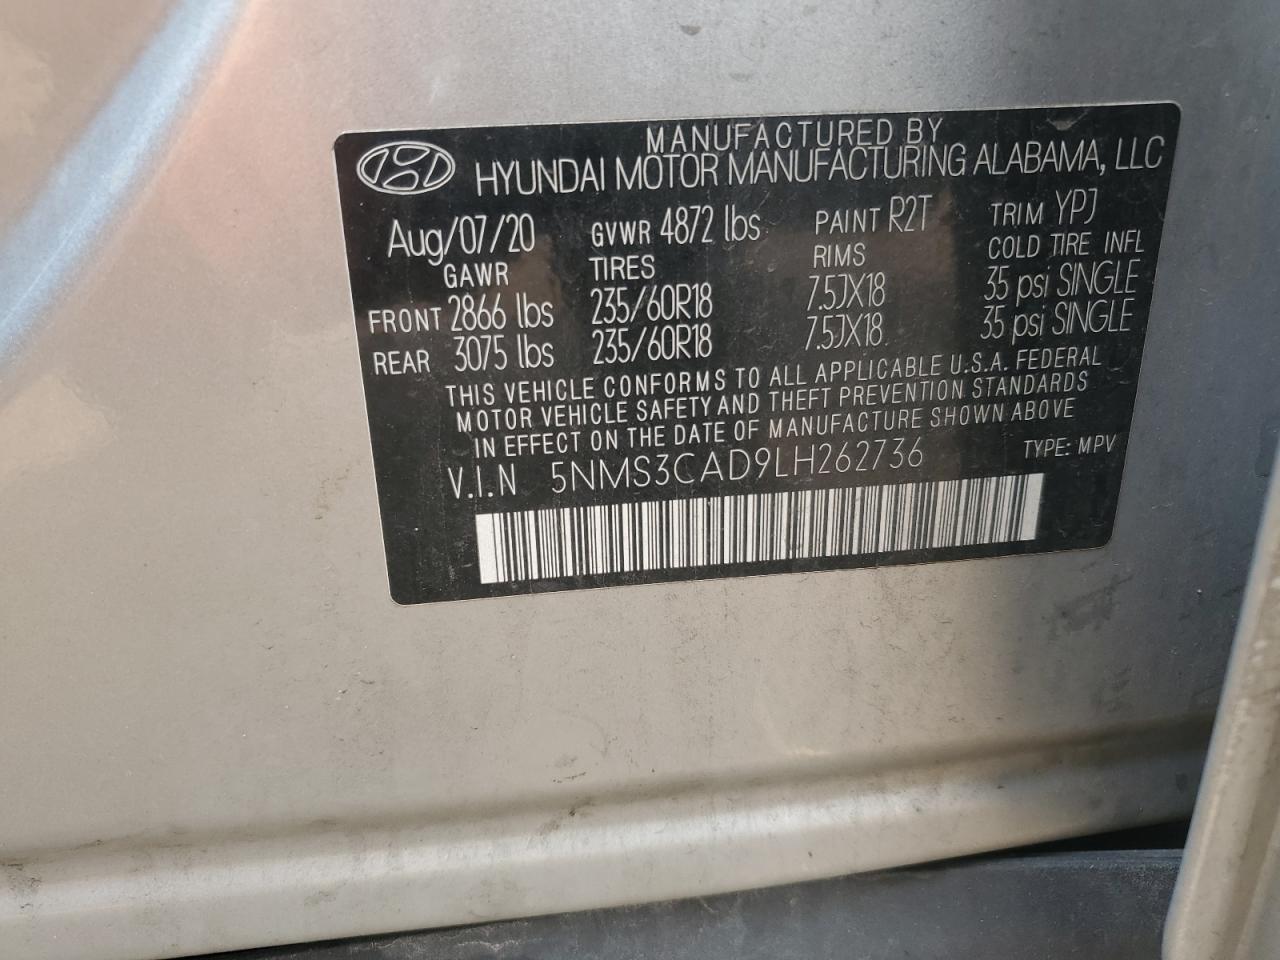 MANUFACTURED BY
HYUNDAI MOTOR MANUFACTURING ALABAMA, LLC
Aug/07/20 GVWR 4872 lbs PAINT R2T TRIM YPJ
GAWR TIRES RIMS COLD TIRE INFL
FRONT 2866 lbs 235/60R18 7.5JX18 35 psi SINGLE
REAR 3075 lbs 235/60R18 7.5JX18 35 psi SINGLE
THIS VEHICLE CONFORMS TO ALL APPLICABLE U.S.A. FEDERAL
MOTOR VEHICLE SAFETY AND THEFT PREVENTION STANDARDS
IN EFFECT ON THE DATE OF MANUFACTURE SHOWN ABOVE
V.I.N 5NMS3CAD9LH262736 TYPE: MPV